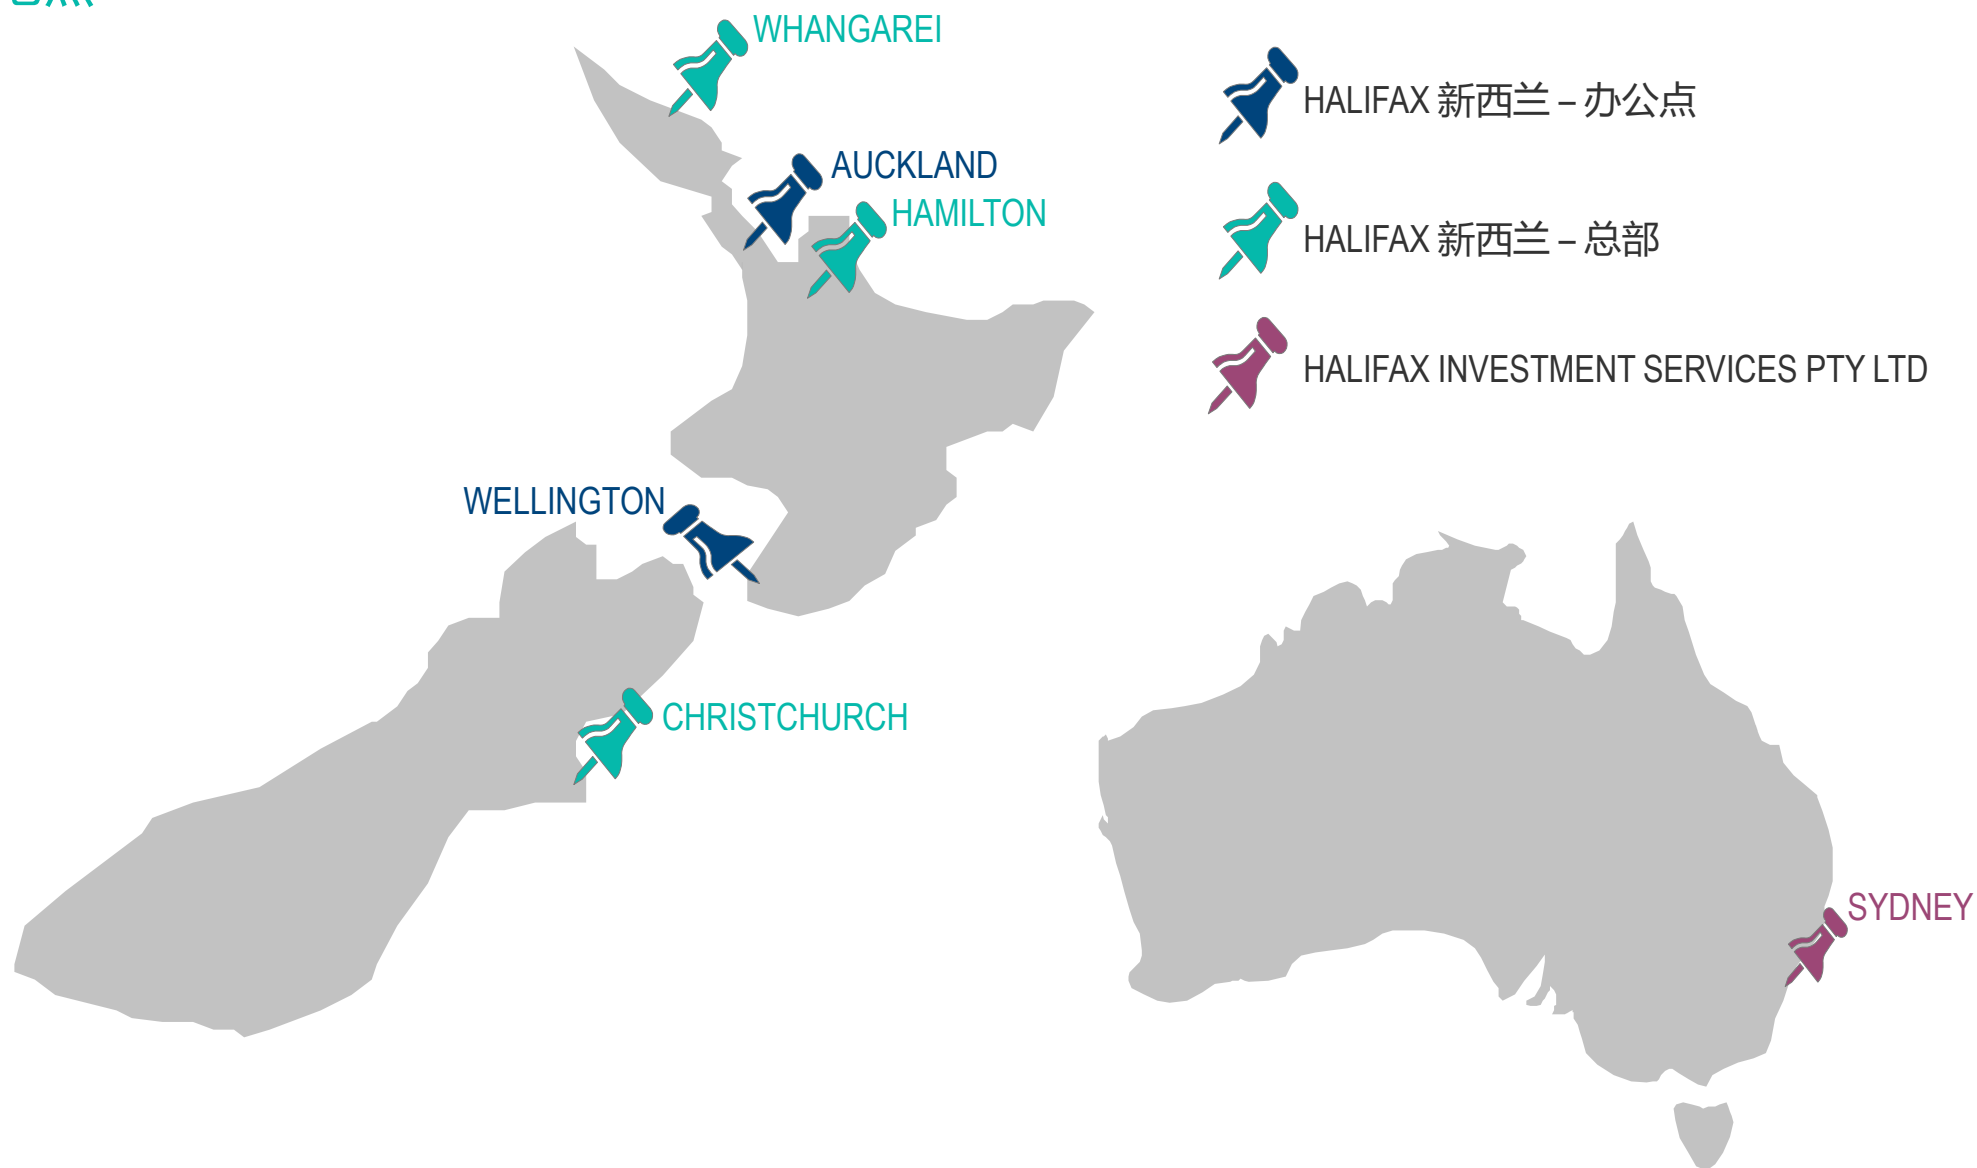 WHANGAREI
AUCKLAND
HAMILTON
WELLINGTON
CHRISTCHURCH
HALIFAX 新西兰 – 办公点
HALIFAX 新西兰 – 总部
HALIFAX INVESTMENT SERVICES PTY LTD
SYDNEY